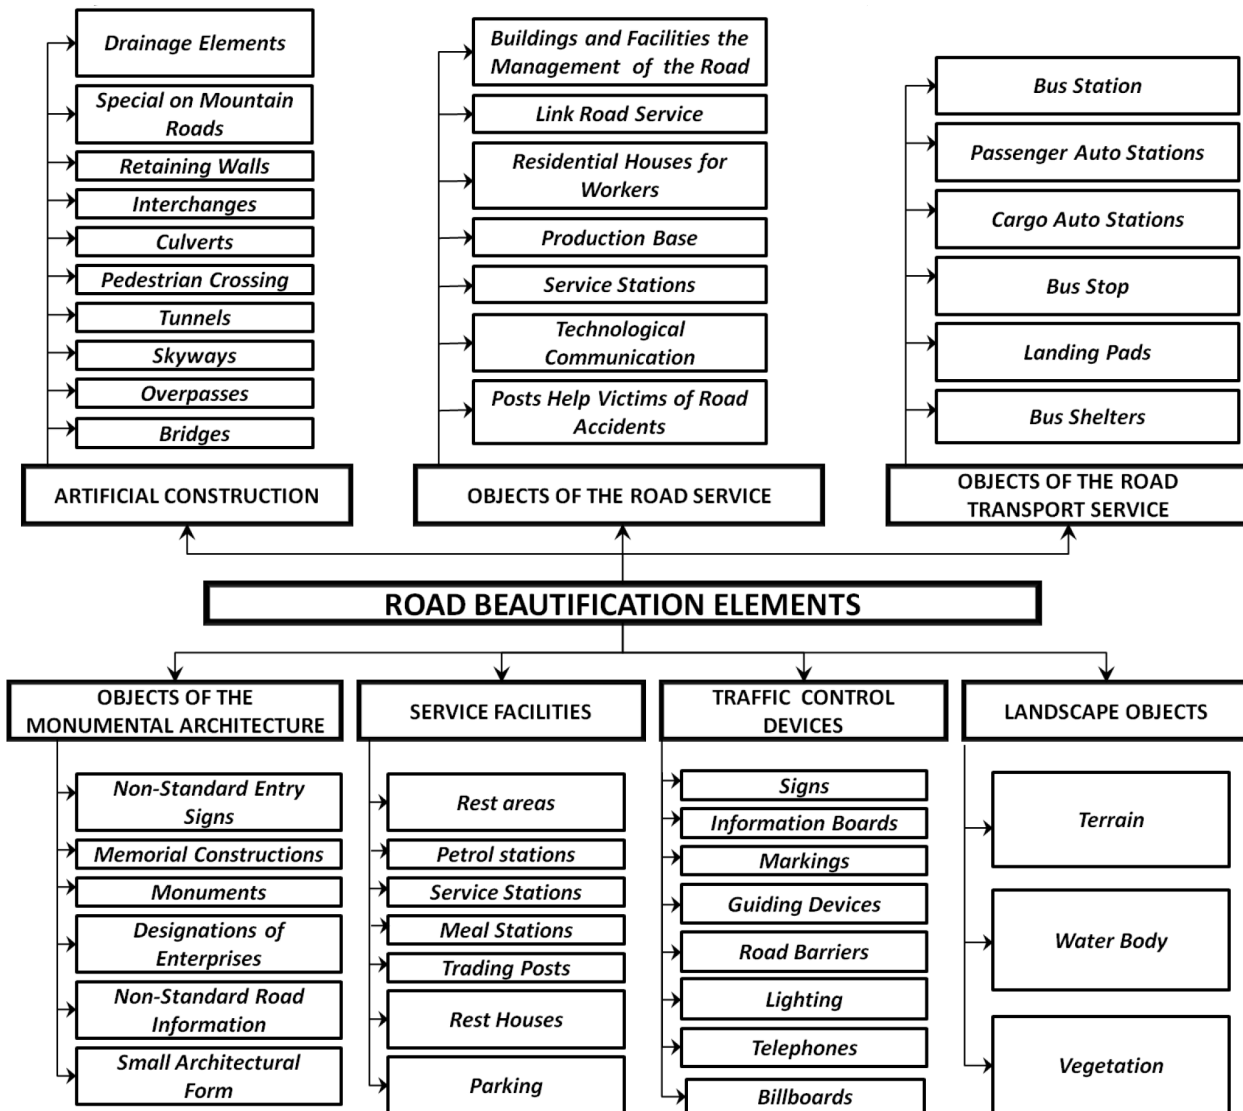 Drainage Elements
Special on Mountain
Roads
Retaining Walls
Interchanges
Culverts
Pedestrian Crossing
Tunnels
Skyways
Overpasses
Bridges
ARTIFICIAL CONSTRUCTION
Buildings and Facilities the
Management of the Road
Link Road Service
Residential Houses for
Workers
Production Base
Service Stations
Technological
Communication
Posts Help Victims of Road
Accidents
OBJECTS OF THE ROAD SERVICE
Bus Station
Passenger Auto Stations
Cargo Auto Stations
Bus Stop
Landing Pads
Bus Shelters
OBJECTS OF THE ROAD
TRANSPORT SERVICE
ROAD BEAUTIFICATION ELEMENTS
OBJECTS OF THE
MONUMENTAL ARCHITECTURE
Non-Standard Entry
Signs
Memorial Constructions
Monuments
Designations of
Enterprises
Non-Standard Road
Information
Small Architectural
Form
SERVICE FACILITIES
Rest areas
Petrol stations
Service Stations
Meal Stations
Trading Posts
Rest Houses
Parking
TRAFFIC CONTROL
DEVICES
Signs
Information Boards
Markings
Guiding Devices
Road Barriers
Lighting
Telephones
Billboards
LANDSCAPE OBJECTS
Terrain
Water Body
Vegetation